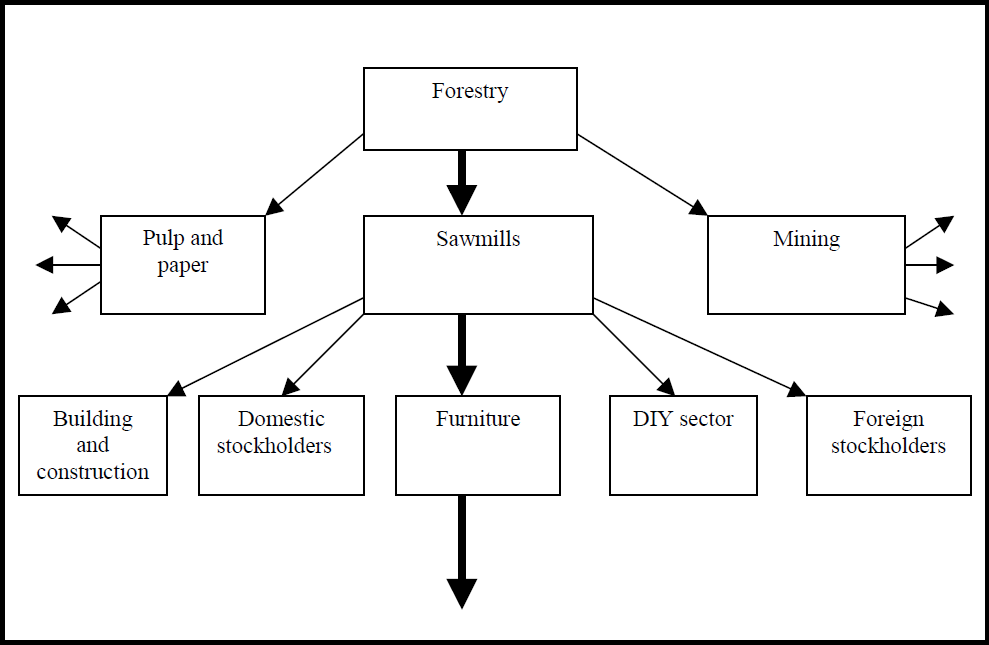 Forestry
Pulp and
paper
Sawmills
Mining
Building
and
construction
Domestic
stockholders
Furniture
DIY sector
Foreign
stockholders